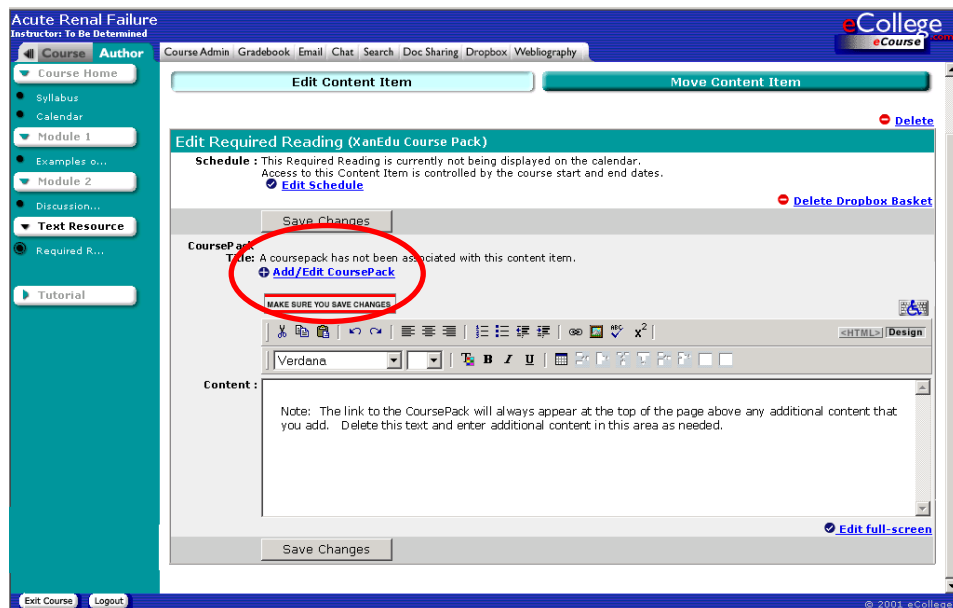 Acute Renal Failure
Instructor: To Be Determined
eCollege
.com
eCourse
Course Author
Course Admin Gradebook Email Chat Search Doc Sharing Dropbox Webliography
Course Home
Syllabus
Calendar
Module 1
Examples o...
Module 2
Discussion...
Text Resource
Required R...
Tutorial
Edit Content Item Move Content Item
Delete
Edit Required Reading (XanEdu Course Pack)
Schedule : This Required Reading is currently not being displayed on the calendar.
Access to this Content Item is controlled by the course start and end dates.
Edit Schedule
Delete Dropbox Basket
Save Changes
CoursePack
Title: A coursepack has not been associated with this content item.
Add/Edit CoursePack
MAKE SURE YOU SAVE CHANGES
<HTML> Design
Verdana B I U
Content :
Note: The link to the CoursePack will always appear at the top of the page above any additional content that
you add. Delete this text and enter additional content in this area as needed.
Edit full-screen
Save Changes
Exit Course Logout
© 2001 eCollege